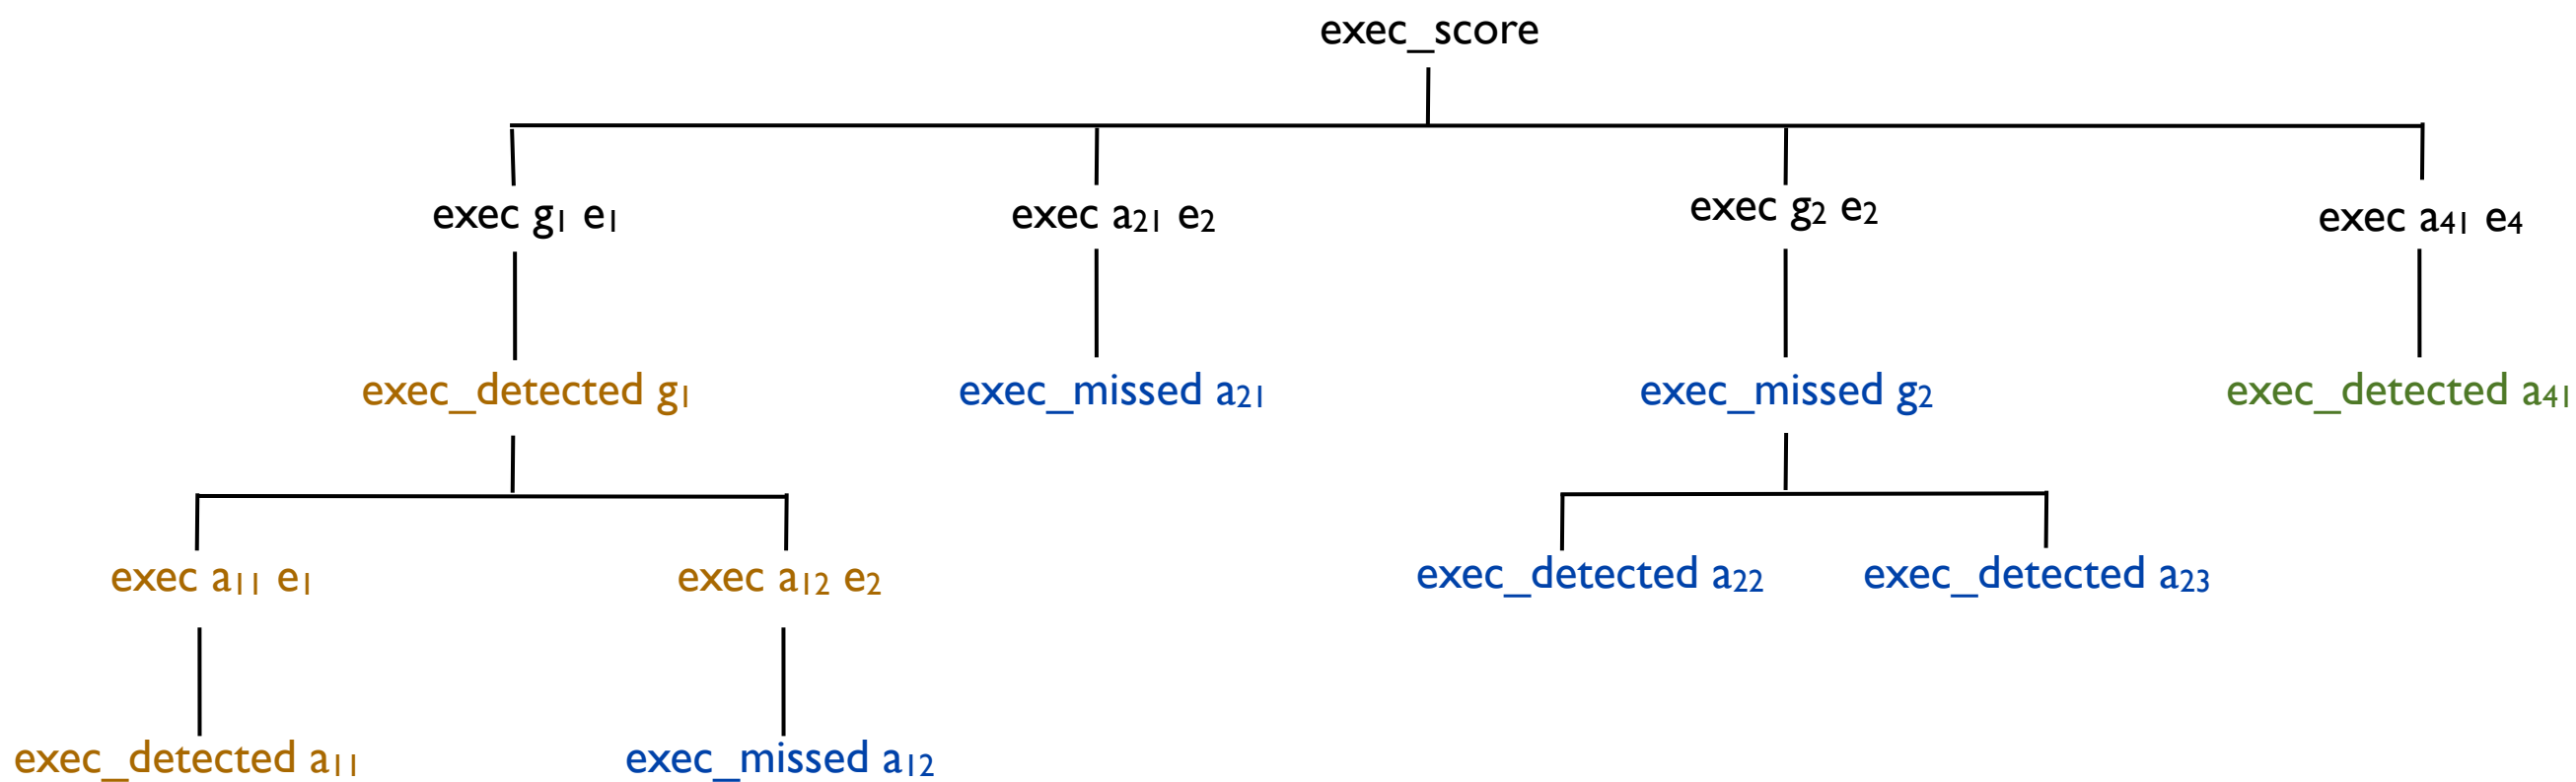 exec_score
exec g₁ e₁
exec a₂₁ e₂
exec g₂ e₂
exec a₄₁ e₄
exec_detected g₁
exec_missed a₂₁
exec_missed g₂
exec_detected a₄₁
exec a₁₁ e₁
exec a₁₂ e₂
exec_detected a₂₂
exec_detected a₂₃
exec_detected a₁₁
exec_missed a₁₂